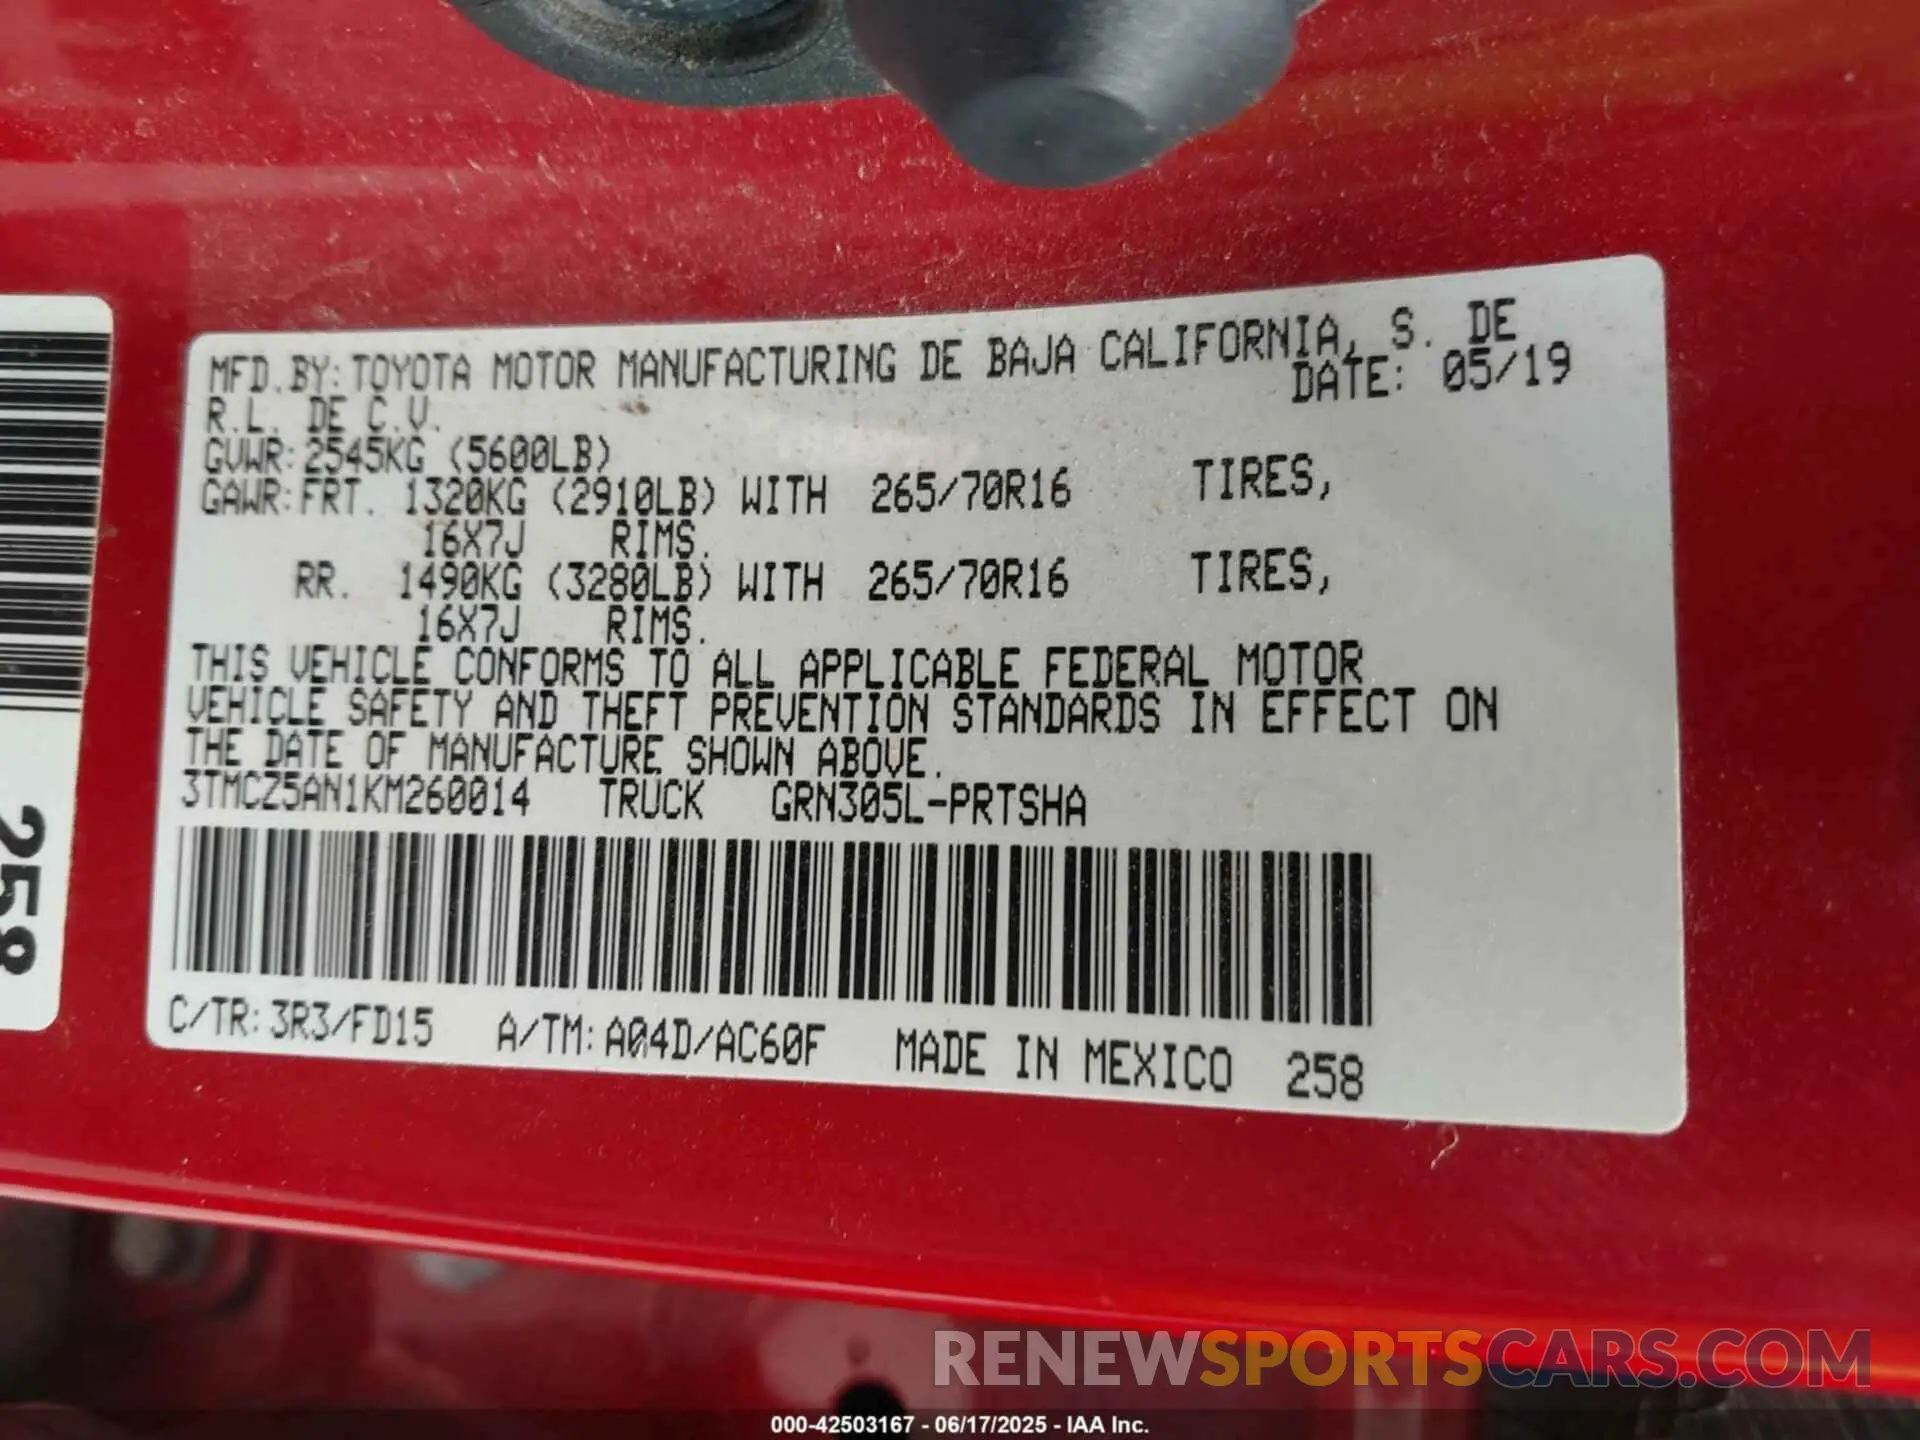 MFD.BY: TOYOTA MOTOR MANUFACTURING DE BAJA CALIFORNIA, S. DE
R.L. DE C.V. DATE: 05/19
GVWR: 2545KG (5600LB)
GAWR: FRT. 1320KG (2910LB) WITH 265/70R16 TIRES,
16X7J RIMS.
RR. 1490KG (3280LB) WITH 265/70R16 TIRES,
16X7J RIMS.
THIS VEHICLE CONFORMS TO ALL APPLICABLE FEDERAL MOTOR
VEHICLE SAFETY AND THEFT PREVENTION STANDARDS IN EFFECT ON
THE DATE OF MANUFACTURE SHOWN ABOVE.
3TMCZ5AN1KM260014 TRUCK GRN305L-PRTSHA
C/TR: 3R3/FD15 A/TM: A04D/AC60F MADE IN MEXICO 258
258
RENEWSPORTSCARS.COM
000-42503167 - 06/17/2025 - IAA Inc.